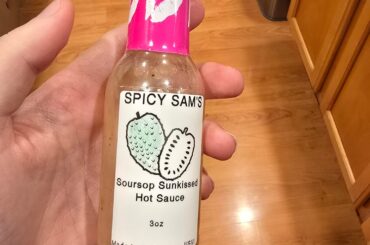 SPICY SAM'S
Soursop Sunkissed
Hot Sauce
3oz